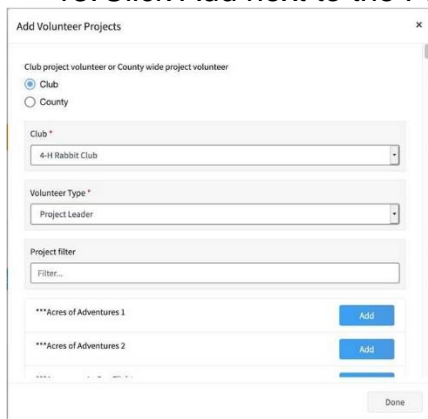 Add Volunteer Projects ×
Club project volunteer or County wide project volunteer
Club
County
Club *
4-H Rabbit Club
Volunteer Type *
Project Leader
Project filter
Filter...
***Acres of Adventures 1 Add
***Acres of Adventures 2 Add
Done